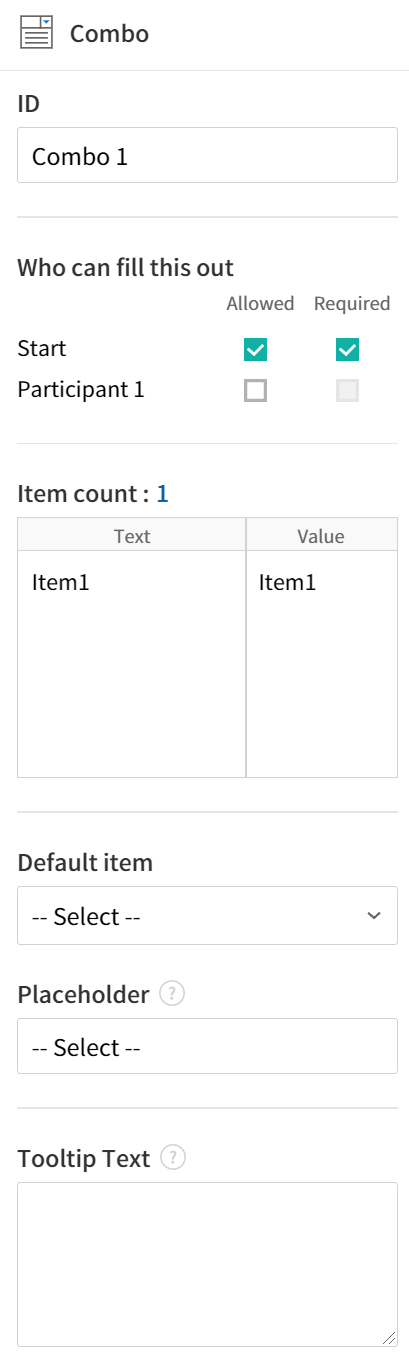 Combo
ID
Combo 1
Who can fill this out
Allowed Required
Start
Participant 1
Item count : 1
Text Value
Item1 Item1
Default item
-- Select --
Placeholder ?
-- Select --
Tooltip Text ?